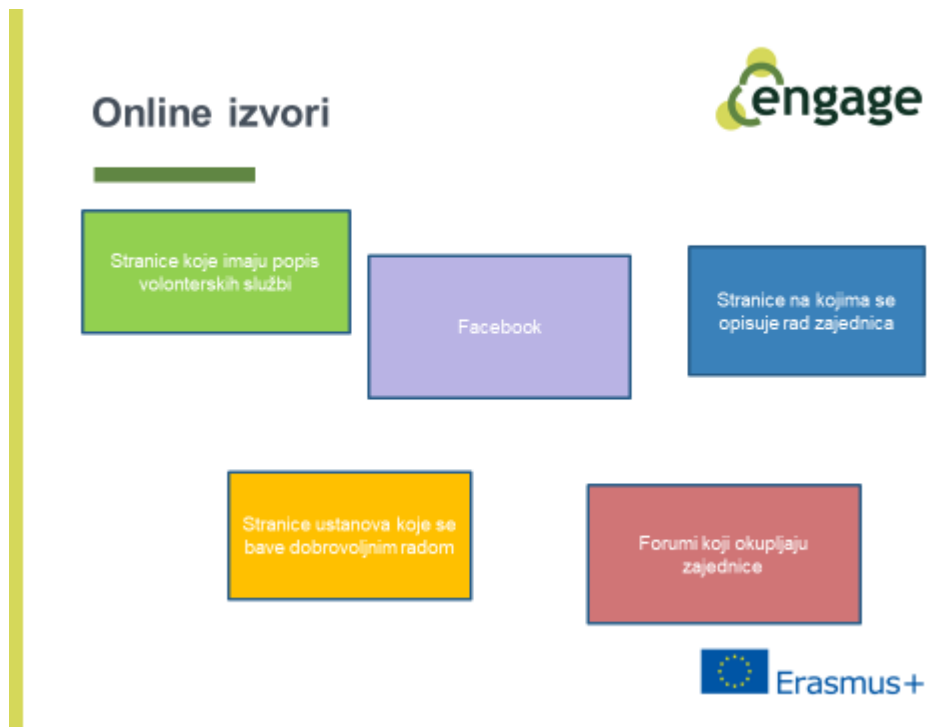 engage
Online izvori
Stranice koje imaju popis
volonterskih službi
Facebook
Stranice na kojima se
opisuje rad zajednica
Stranice ustanova koje se
bave dobrovoljnim radom
Forumi koji okupljaju
zajednice
Erasmus+